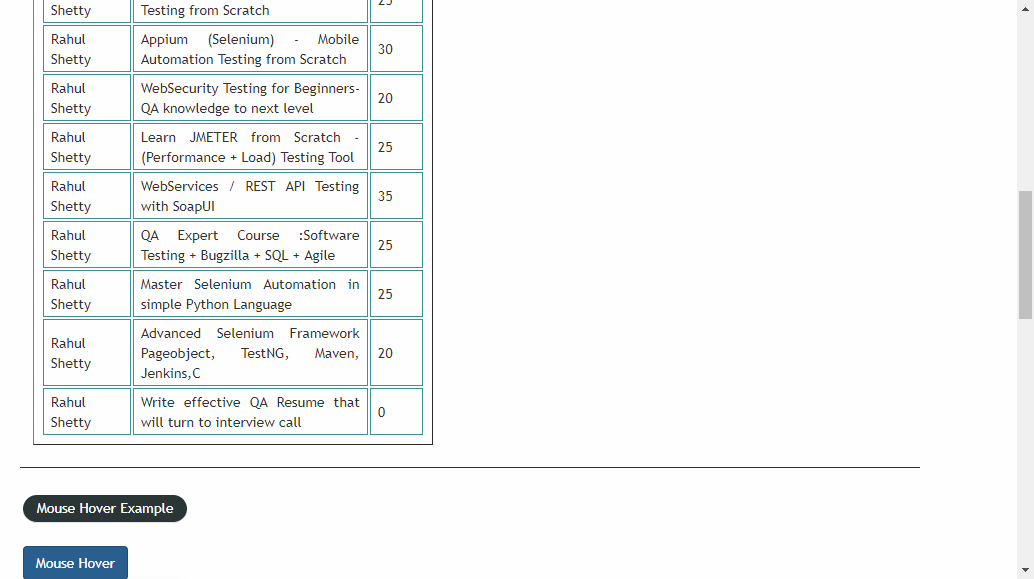 Shetty
Testing from Scratch
25
Rahul
Shetty
Appium (Selenium) - Mobile
Automation Testing from Scratch
30
Rahul
Shetty
WebSecurity Testing for Beginners-
QA knowledge to next level
20
Rahul
Shetty
Learn JMETER from Scratch -
(Performance + Load) Testing Tool
25
Rahul
Shetty
WebServices / REST API Testing
with SoapUI
35
Rahul
Shetty
QA Expert Course :Software
Testing + Bugzilla + SQL + Agile
25
Rahul
Shetty
Master Selenium Automation in
simple Python Language
25
Rahul
Shetty
Advanced Selenium Framework
Pageobject, TestNG, Maven,
Jenkins,C
20
Rahul
Shetty
Write effective QA Resume that
will turn to interview call
0
Mouse Hover Example
Mouse Hover